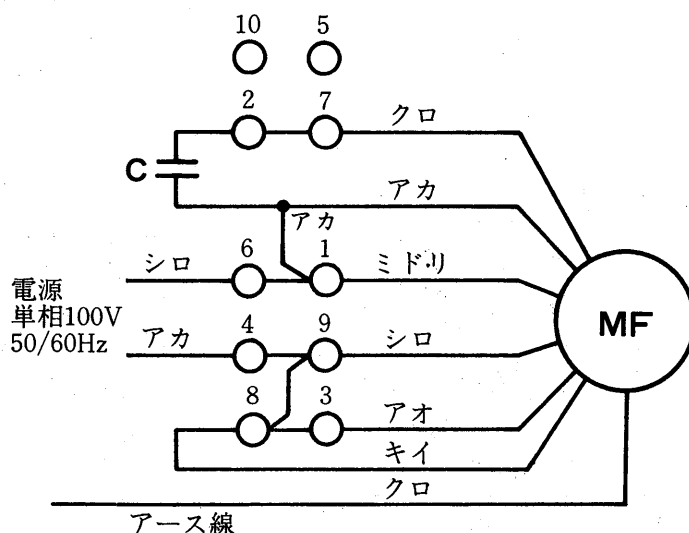 10 5
2 7 クロ
C
アカ
アカ
シロ 6 1 ミドリ
電源
単相100V
50/60Hz
アカ 4 9 シロ
MF
8 3 アオ
キイ
クロ
アース線